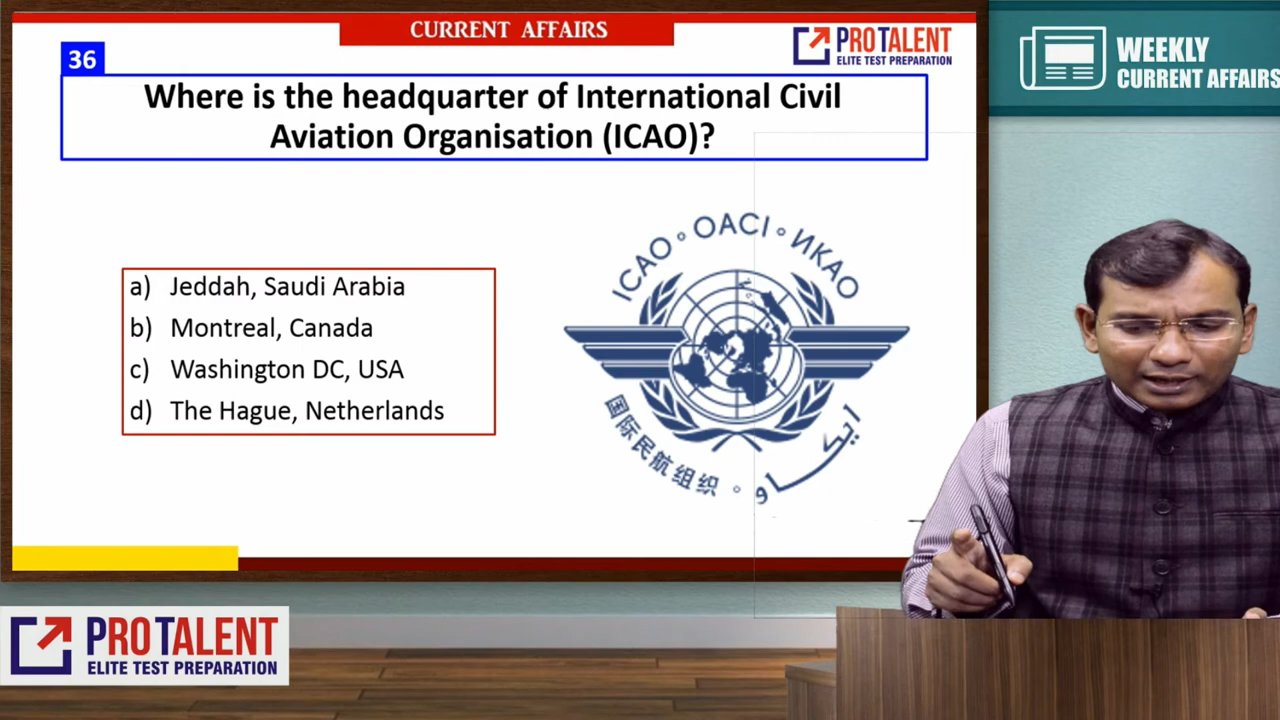 CURRENT AFFAIRS
PROTALENT
ELITE TEST PREPARATION
WEEKLY
CURRENT AFFAIRS
36
Where is the headquarter of International Civil
Aviation Organisation (ICAO)?
a) Jeddah, Saudi Arabia
b) Montreal, Canada
c) Washington DC, USA
d) The Hague, Netherlands
ICAO ◦ OACI ◦ ИКАО
国际民航组织 ◦ ايكاو
PROTALENT
ELITE TEST PREPARATION